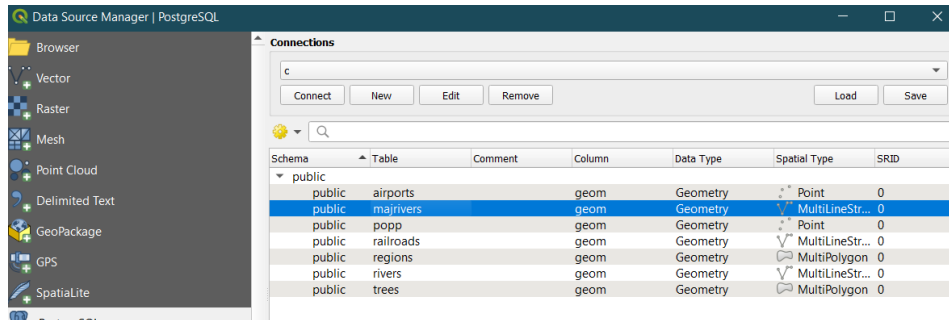 Data Source Manager | PostgreSQL
Browser
Vector
Raster
Mesh
Point Cloud
Delimited Text
GeoPackage
GPS
SpatiaLite
Connections
c
Connect New Edit Remove Load Save
Schema Table Comment Column Data Type Spatial Type SRID
public
public airports geom Geometry Point 0
public majrivers geom Geometry MultiLineStr... 0
public popp geom Geometry Point 0
public railroads geom Geometry MultiLineStr... 0
public regions geom Geometry MultiPolygon 0
public rivers geom Geometry MultiLineStr... 0
public trees geom Geometry MultiPolygon 0